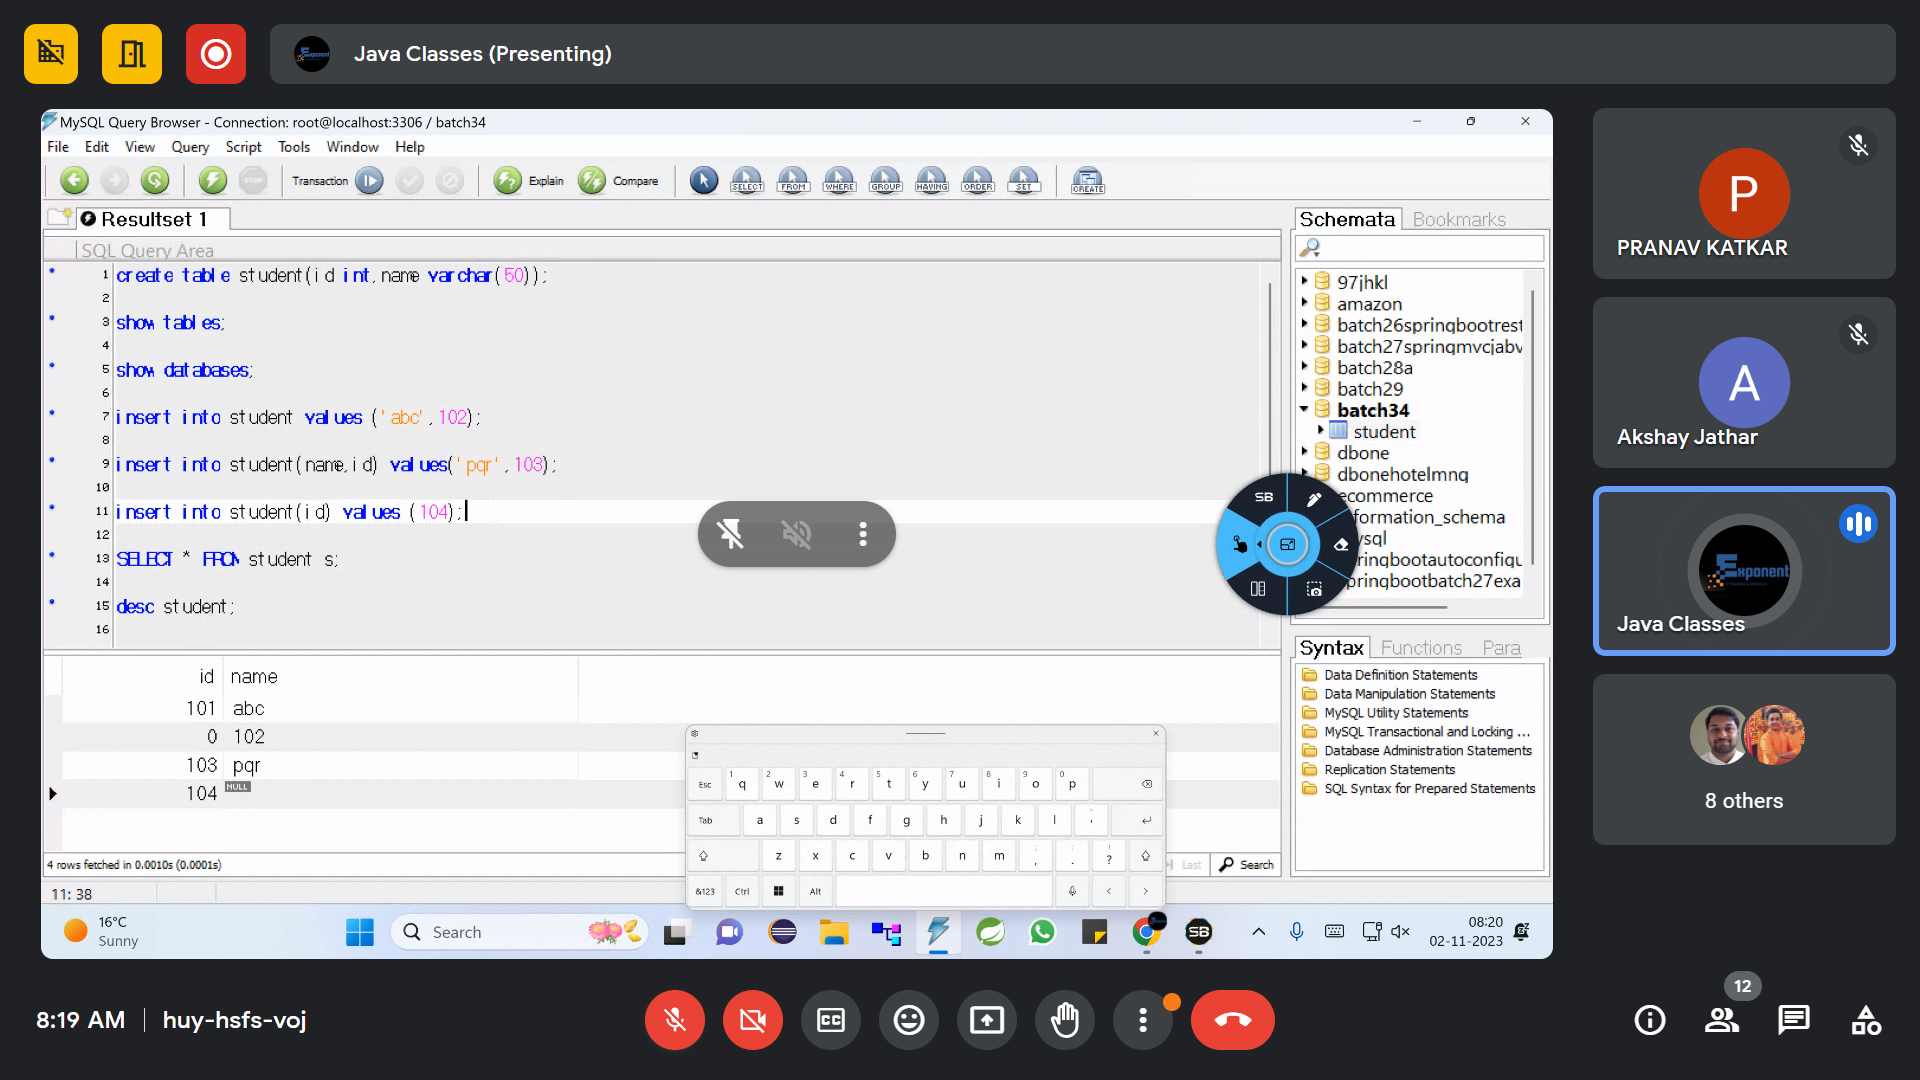 Java Classes (Presenting)
MySQL Query Browser - Connection: root@localhost:3306 / batch34
File Edit View Query Script Tools Window Help
Transaction Explain Compare SELECT FROM WHERE GROUP HAVING ORDER SET CREATE
Resultset 1
SQL Query Area
1 create table student(id int,name varchar(50));
2
3 show tables;
4
5 show databases;
6
7 insert into student values ('abc',102);
8
9 insert into student(name,id) values('pqr',103);
10
11 insert into student(id) values (104);
12
13 SELECT * FROM student s;
14
15 desc student;
16
id name
101 abc
0 102
103 pqr
104 NULL
4 rows fetched in 0.0010s (0.0001s)
Last Search
11: 38
Schemata Bookmarks
97jhkl
amazon
batch26springbootrest
batch27springmvcjabv
batch28a
batch29
batch34
student
dbone
dbonehotelmng
ecommerce
formation_schema
ysql
ringbootautoconfigu
pringbootbatch27exa
SB
Syntax Functions Para
Data Definition Statements
Data Manipulation Statements
MySQL Utility Statements
MySQL Transactional and Locking ...
Database Administration Statements
Replication Statements
SQL Syntax for Prepared Statements
Esc 1 q 2 w 3 e 4 r 5 t 6 y 7 u 8 i 9 o 0 p
Tab a s d f g h j k l
z x c v b n m , . ?
&123 Ctrl Alt < >
16°C
Sunny
Search
SB
08:20
02-11-2023
P
PRANAV KATKAR
A
Akshay Jathar
Exponent
Java Classes
8 others
8:19 AM huy-hsfs-voj
CC
12